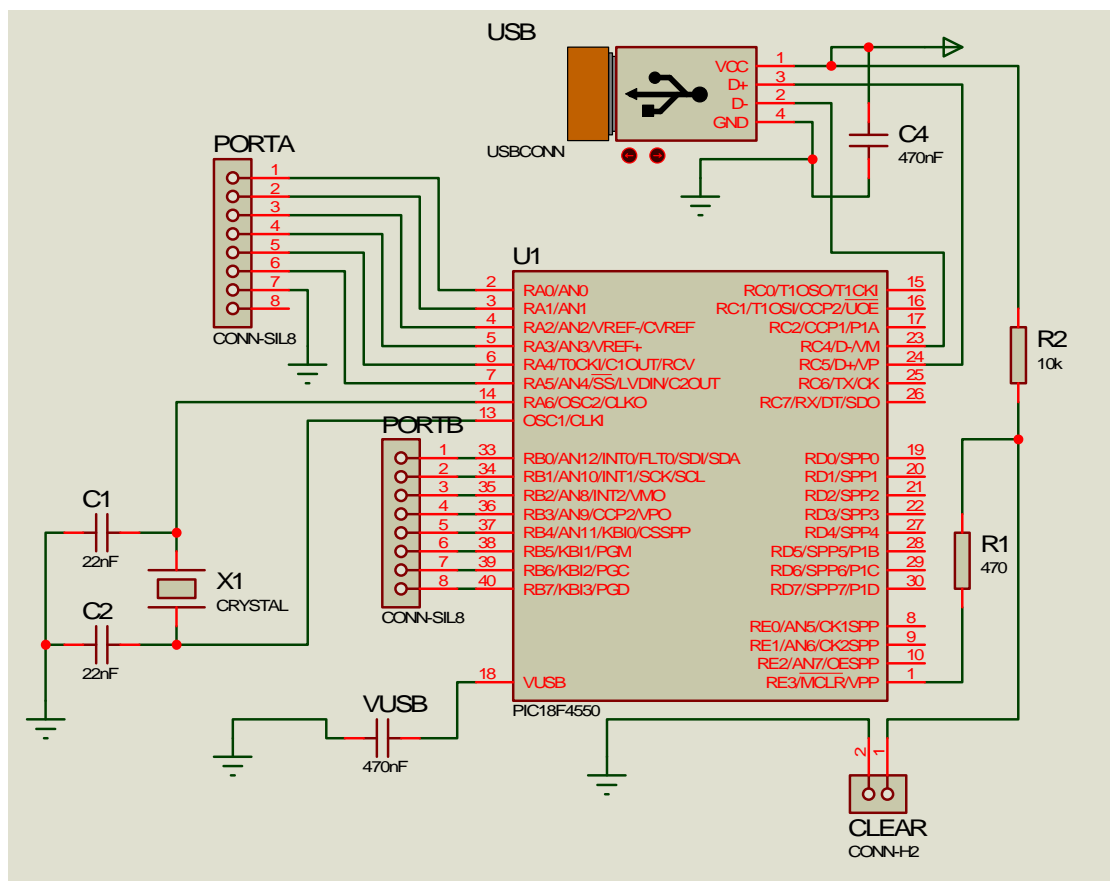 USB
VCC 1
D+ 3
D- 2
GND 4
USBCONN
C4
470nF
PORTA
1
2
3
4
5
6
7
8
CONN-SIL8
U1
2 RA0/AN0
3 RA1/AN1
4 RA2/AN2/VREF-/CVREF
5 RA3/AN3/VREF+
6 RA4/T0CKI/C1OUT/RCV
7 RA5/AN4/SS/LVDIN/C2OUT
14 RA6/OSC2/CLKO
13 OSC1/CLKI
RC0/T1OSO/T1CKI 15
RC1/T1OSI/CCP2/UOE 16
RC2/CCP1/P1A 17
RC4/D-/VM 23
RC5/D+/VP 24
RC6/TX/CK 25
RC7/RX/DT/SDO 26
R2
10k
PORTB
1 33 RB0/AN12/INT0/FLT0/SDI/SDA
2 34 RB1/AN10/INT1/SCK/SCL
3 35 RB2/AN8/INT2/VMO
4 36 RB3/AN9/CCP2/VPO
5 37 RB4/AN11/KBI0/CSSPP
6 38 RB5/KBI1/PGM
7 39 RB6/KBI2/PGC
8 40 RB7/KBI3/PGD
CONN-SIL8
RD0/SPP0 19
RD1/SPP1 20
RD2/SPP2 21
RD3/SPP3 22
RD4/SPP4 27
RD5/SPP5/P1B 28
RD6/SPP6/P1C 29
RD7/SPP7/P1D 30
R1
470
C1
22nF
X1
CRYSTAL
C2
22nF
RE0/AN5/CK1SPP 8
RE1/AN6/CK2SPP 9
RE2/AN7/OESPP 10
RE3/MCLR/VPP 1
18 VUSB
PIC18F4550
VUSB
470nF
2 1
CLEAR
CONN-H2